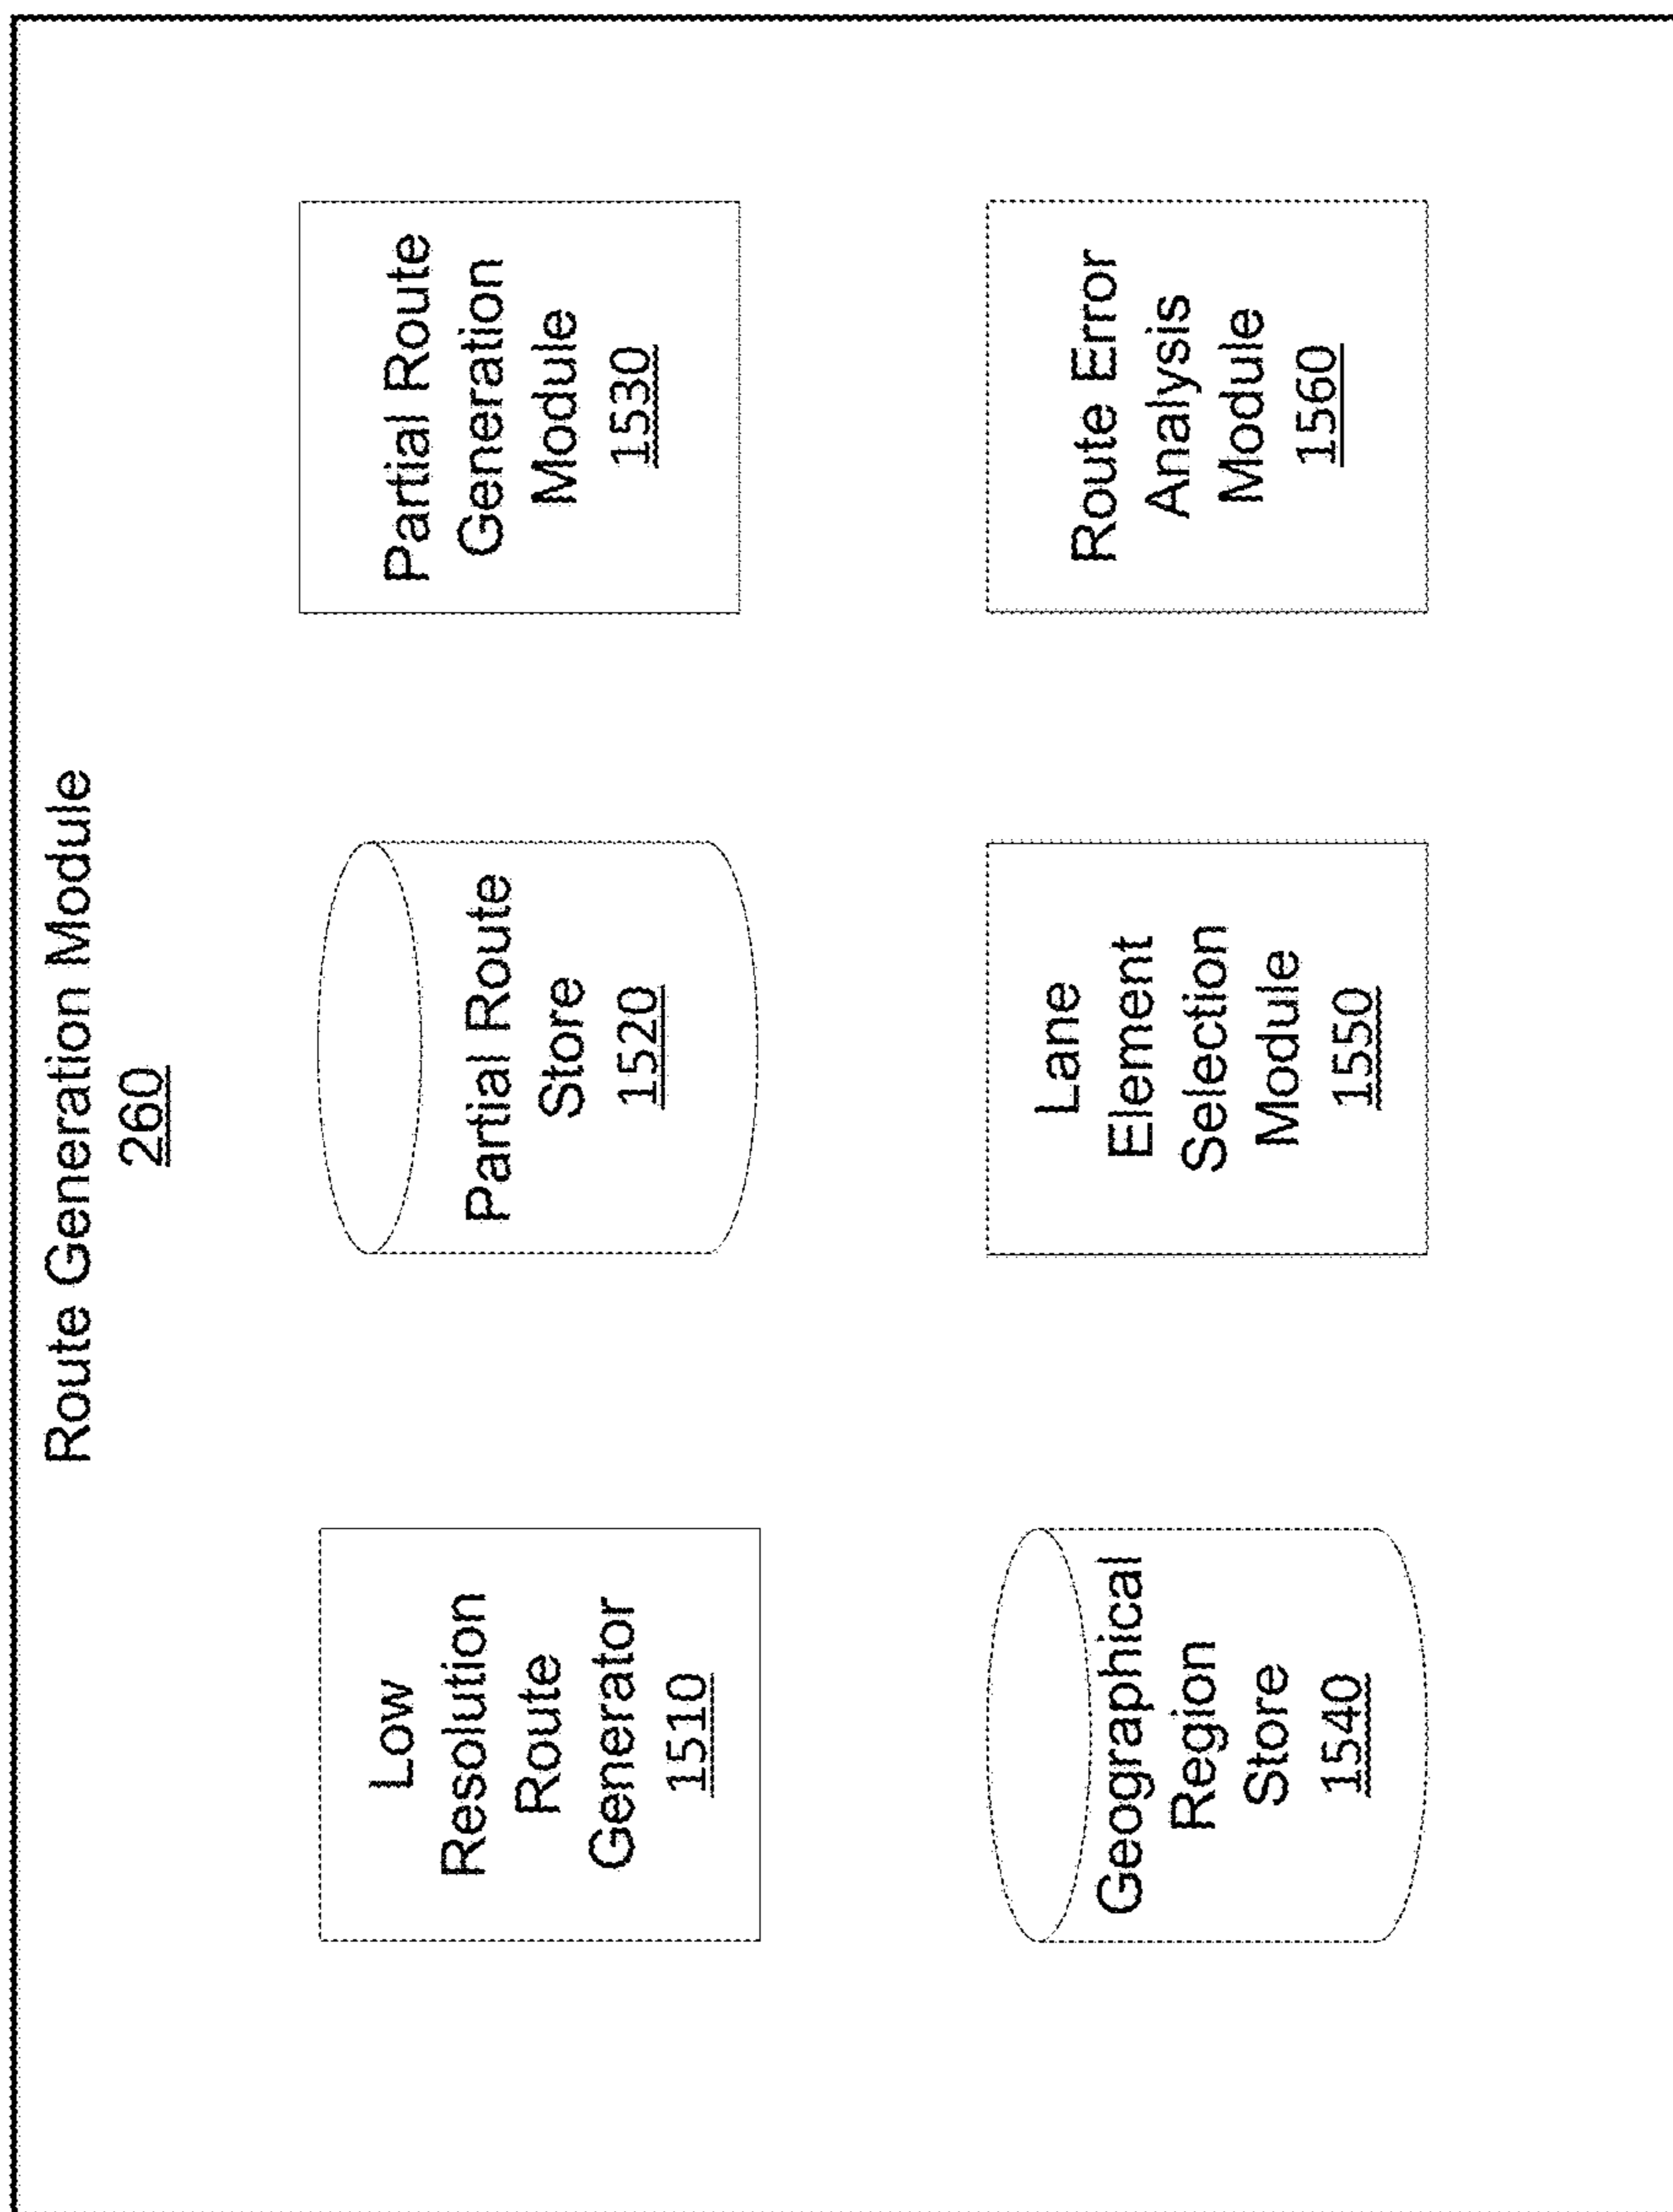 Route Generation Module
260
Low
Resolution
Route
Generator
1510
Partial Route
Store
1520
Partial Route
Generation
Module
1530
Geographical
Region
Store
1540
Lane
Element
Selection
Module
1550
Route Error
Analysis
Module
1560